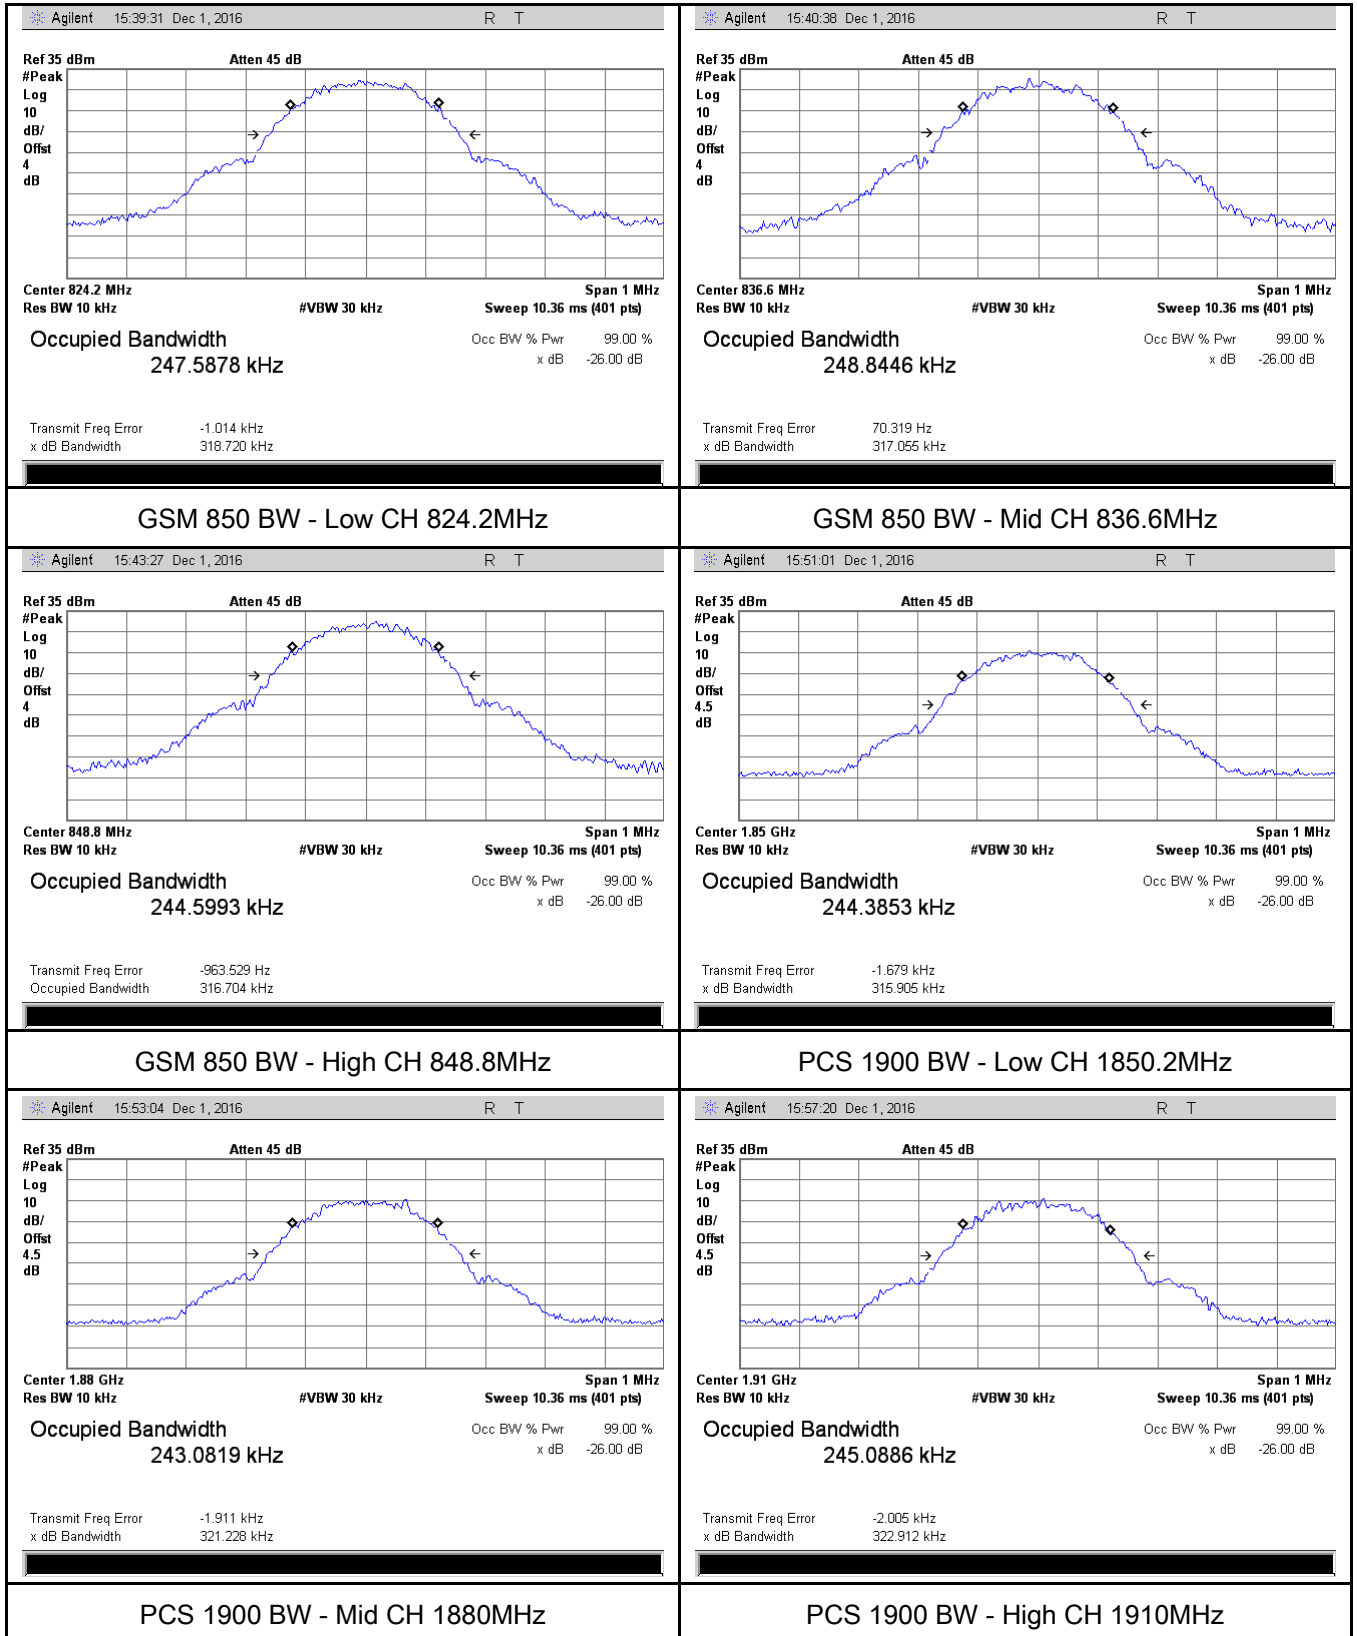 Agilent 15:39:31 Dec 1, 2016 R T
Ref 35 dBm Atten 45 dB
#Peak
Log
10
dB/
Offst
4
dB
Center 824.2 MHz Span 1 MHz
Res BW 10 kHz #VBW 30 kHz Sweep 10.36 ms (401 pts)
Occupied Bandwidth Occ BW % Pwr 99.00 %
247.5878 kHz x dB -26.00 dB
Transmit Freq Error -1.014 kHz
x dB Bandwidth 318.720 kHz
GSM 850 BW - Low CH 824.2MHz
Agilent 15:40:38 Dec 1, 2016 R T
Ref 35 dBm Atten 45 dB
#Peak
Log
10
dB/
Offst
4
dB
Center 836.6 MHz Span 1 MHz
Res BW 10 kHz #VBW 30 kHz Sweep 10.36 ms (401 pts)
Occupied Bandwidth Occ BW % Pwr 99.00 %
248.8446 kHz x dB -26.00 dB
Transmit Freq Error 70.319 Hz
x dB Bandwidth 317.055 kHz
GSM 850 BW - Mid CH 836.6MHz
Agilent 15:43:27 Dec 1, 2016 R T
Ref 35 dBm Atten 45 dB
#Peak
Log
10
dB/
Offst
4
dB
Center 848.8 MHz Span 1 MHz
Res BW 10 kHz #VBW 30 kHz Sweep 10.36 ms (401 pts)
Occupied Bandwidth Occ BW % Pwr 99.00 %
244.5993 kHz x dB -26.00 dB
Transmit Freq Error -963.529 Hz
Occupied Bandwidth 316.704 kHz
GSM 850 BW - High CH 848.8MHz
Agilent 15:51:01 Dec 1, 2016 R T
Ref 35 dBm Atten 45 dB
#Peak
Log
10
dB/
Offst
4.5
dB
Center 1.85 GHz Span 1 MHz
Res BW 10 kHz #VBW 30 kHz Sweep 10.36 ms (401 pts)
Occupied Bandwidth Occ BW % Pwr 99.00 %
244.3853 kHz x dB -26.00 dB
Transmit Freq Error -1.679 kHz
x dB Bandwidth 315.905 kHz
PCS 1900 BW - Low CH 1850.2MHz
Agilent 15:53:04 Dec 1, 2016 R T
Ref 35 dBm Atten 45 dB
#Peak
Log
10
dB/
Offst
4.5
dB
Center 1.88 GHz Span 1 MHz
Res BW 10 kHz #VBW 30 kHz Sweep 10.36 ms (401 pts)
Occupied Bandwidth Occ BW % Pwr 99.00 %
243.0819 kHz x dB -26.00 dB
Transmit Freq Error -1.911 kHz
x dB Bandwidth 321.228 kHz
PCS 1900 BW - Mid CH 1880MHz
Agilent 15:57:20 Dec 1, 2016 R T
Ref 35 dBm Atten 45 dB
#Peak
Log
10
dB/
Offst
4.5
dB
Center 1.91 GHz Span 1 MHz
Res BW 10 kHz #VBW 30 kHz Sweep 10.36 ms (401 pts)
Occupied Bandwidth Occ BW % Pwr 99.00 %
245.0886 kHz x dB -26.00 dB
Transmit Freq Error -2.005 kHz
x dB Bandwidth 322.912 kHz
PCS 1900 BW - High CH 1910MHz